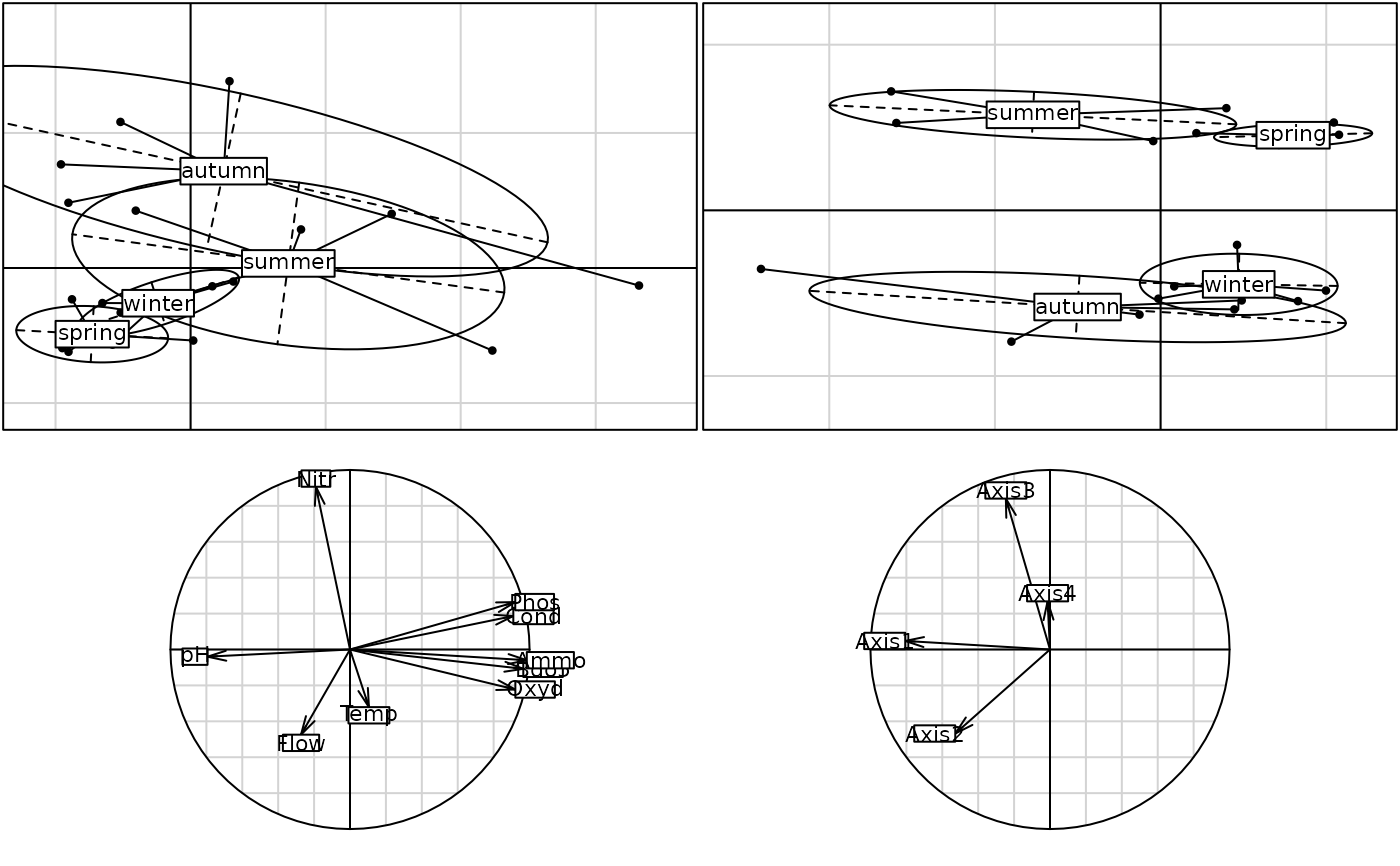 autumn
summer
winter
spring
summer
spring
winter
autumn
Nitr
Phos
Cond
pH
Ammo
Oxyd
Temp
Flow
Axis3
Axis4
Axis1
Axis2